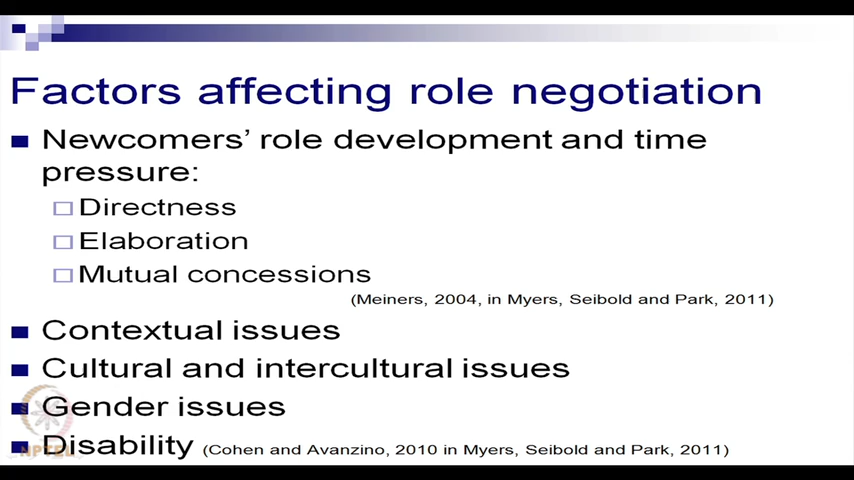 Factors affecting role negotiation
Newcomers' role development and time
pressure:
Directness
Elaboration
Mutual concessions
(Meiners, 2004, in Myers, Seibold and Park, 2011)
Contextual issues
Cultural and intercultural issues
Gender issues
Disability (Cohen and Avanzino, 2010 in Myers, Seibold and Park, 2011)
NPTEL